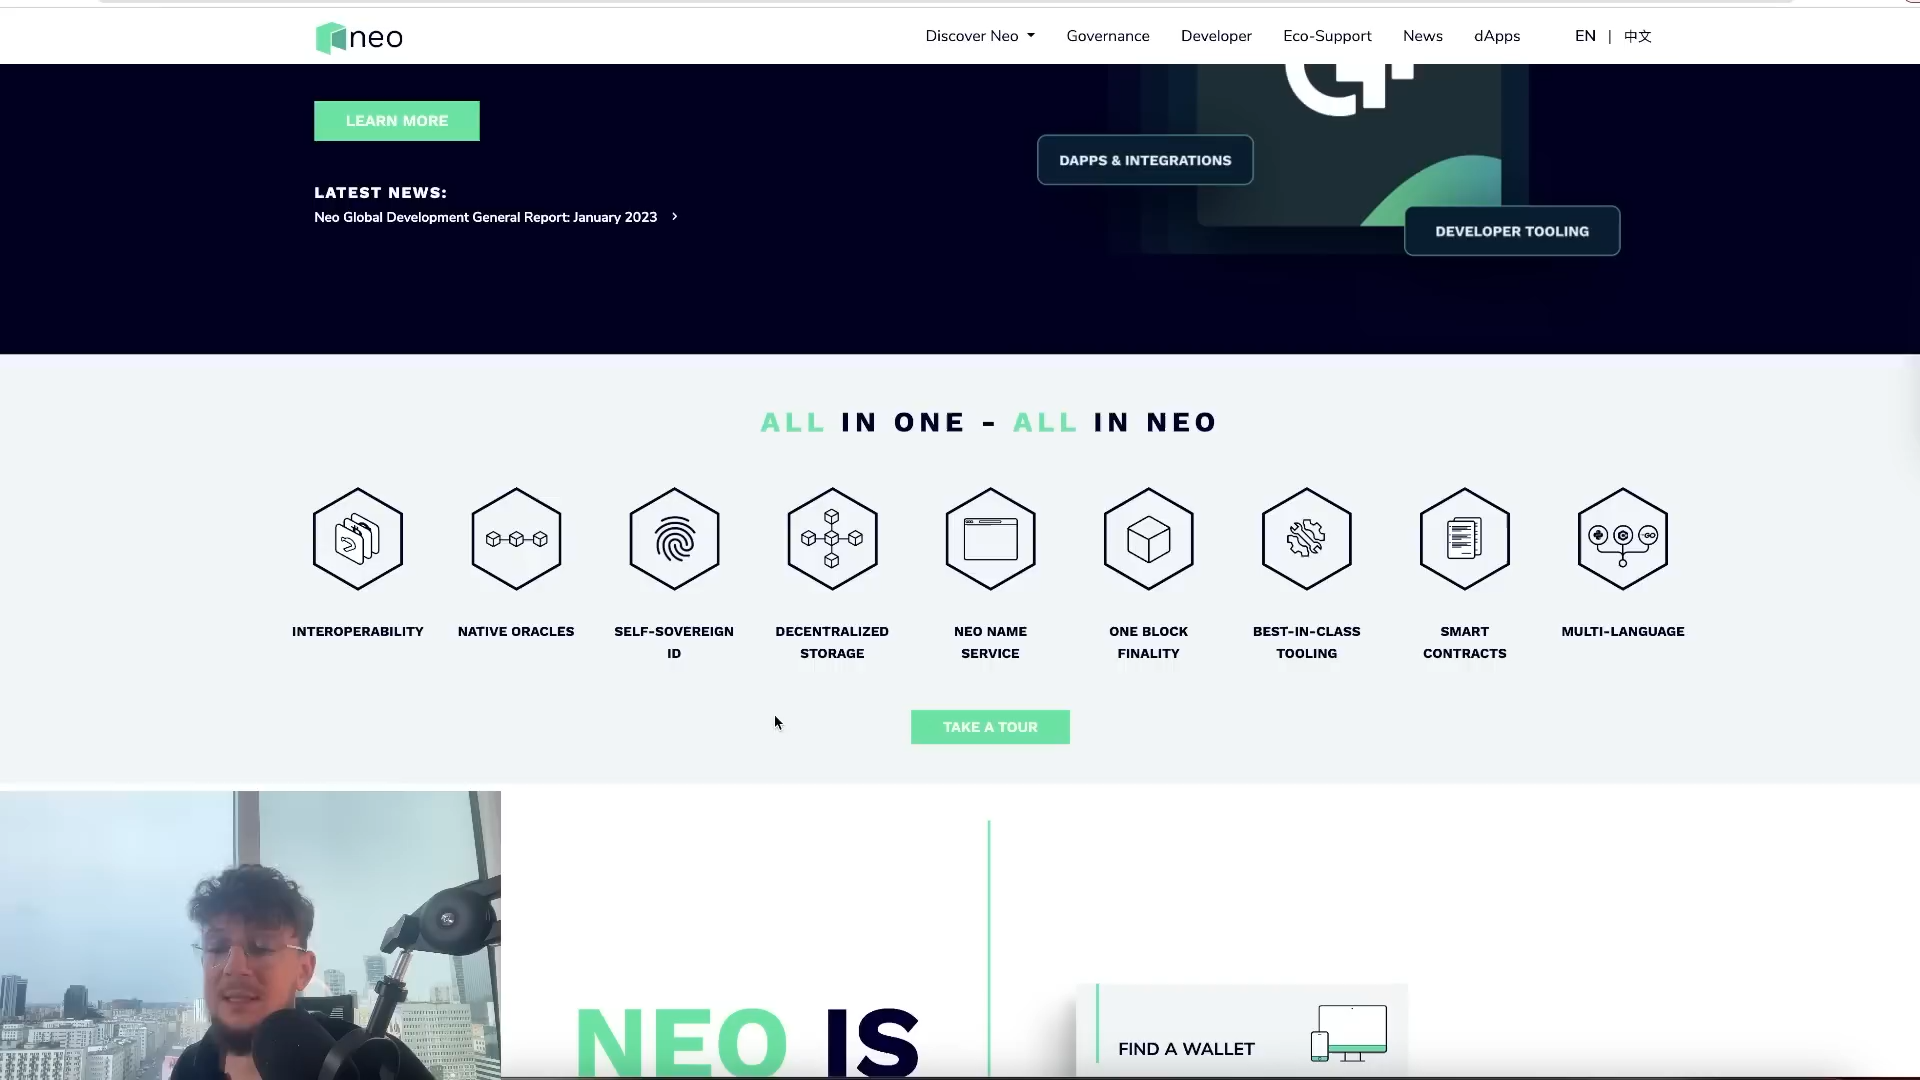 neo
Discover Neo
Governance
Developer
Eco-Support
News
dApps
EN | 中文
LEARN MORE
LATEST NEWS:
Neo Global Development General Report: January 2023
DAPPS & INTEGRATIONS
DEVELOPER TOOLING
ALL IN ONE - ALL IN NEO
INTEROPERABILITY
NATIVE ORACLES
SELF-SOVEREIGN
ID
DECENTRALIZED
STORAGE
NEO NAME
SERVICE
ONE BLOCK
FINALITY
BEST-IN-CLASS
TOOLING
SMART
CONTRACTS
MULTI-LANGUAGE
TAKE A TOUR
NEO IS
FIND A WALLET